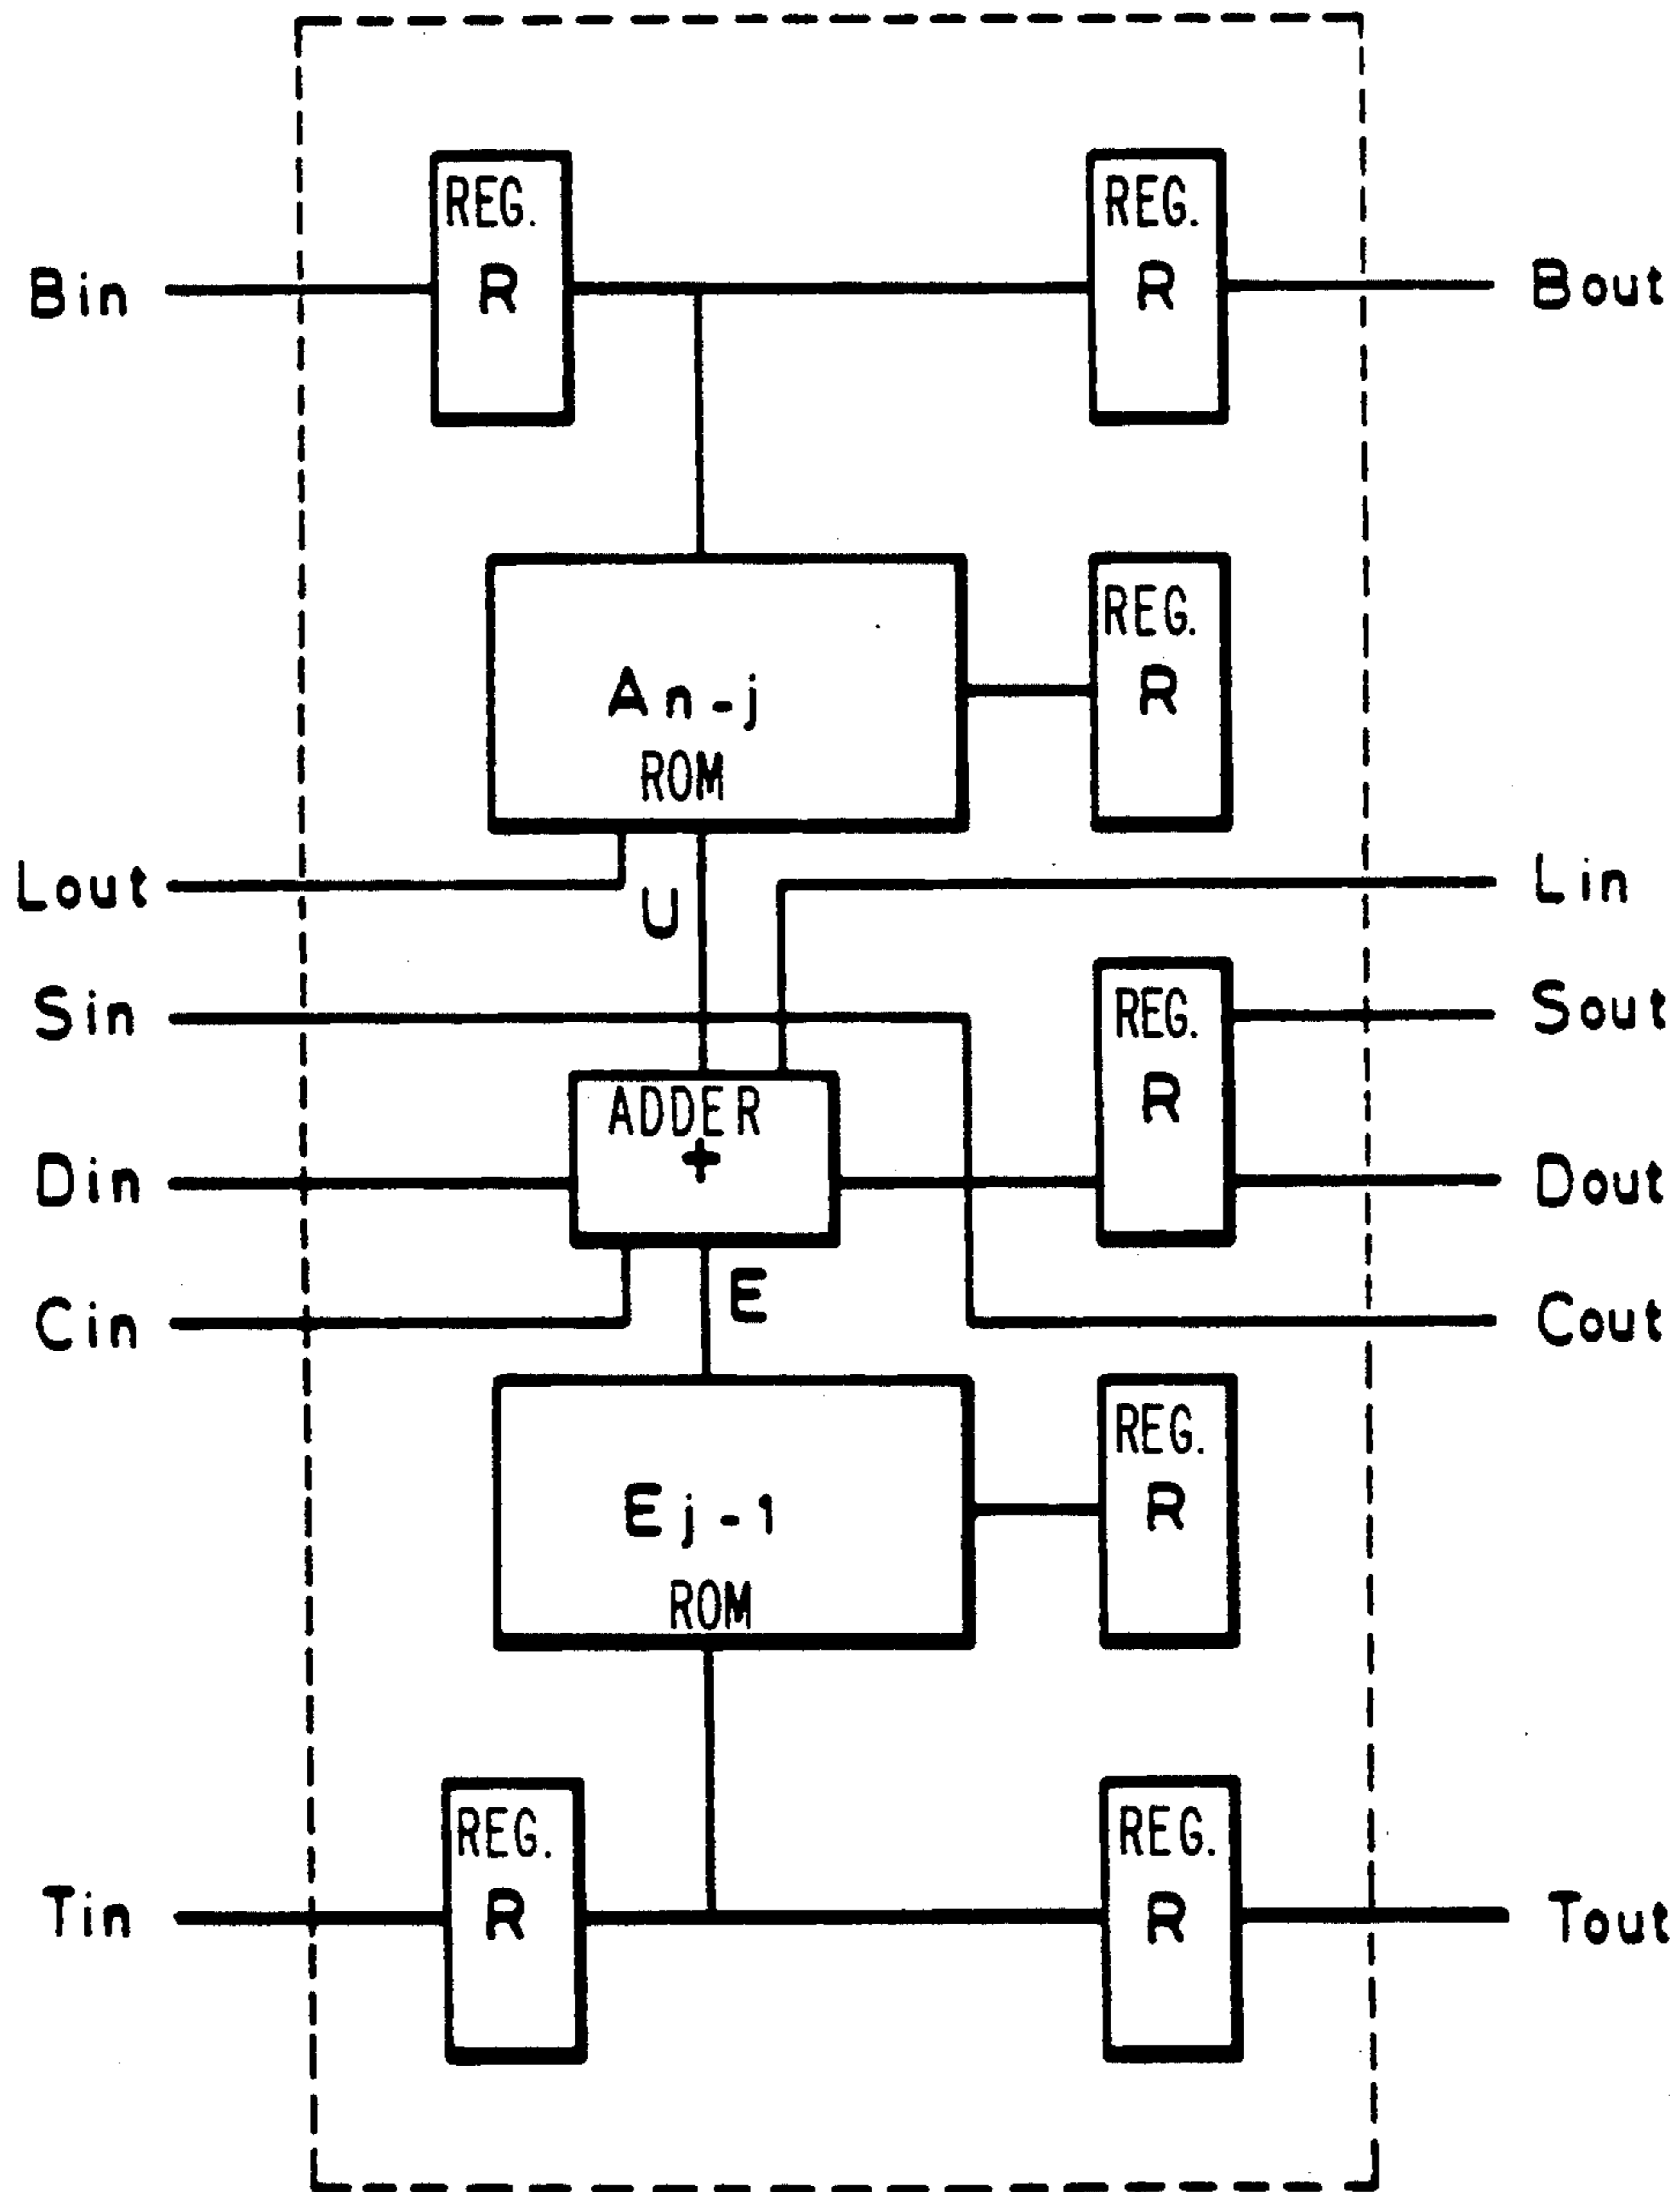 REG.
R
REG.
R
Bin
Bout
An-j
ROM
REG.
R
Lout
Lin
U
Sin
Sout
REG.
R
ADDER
+
Din
Dout
E
Cin
Cout
Ej-1
ROM
REG.
R
REG.
R
REG.
R
Tin
Tout